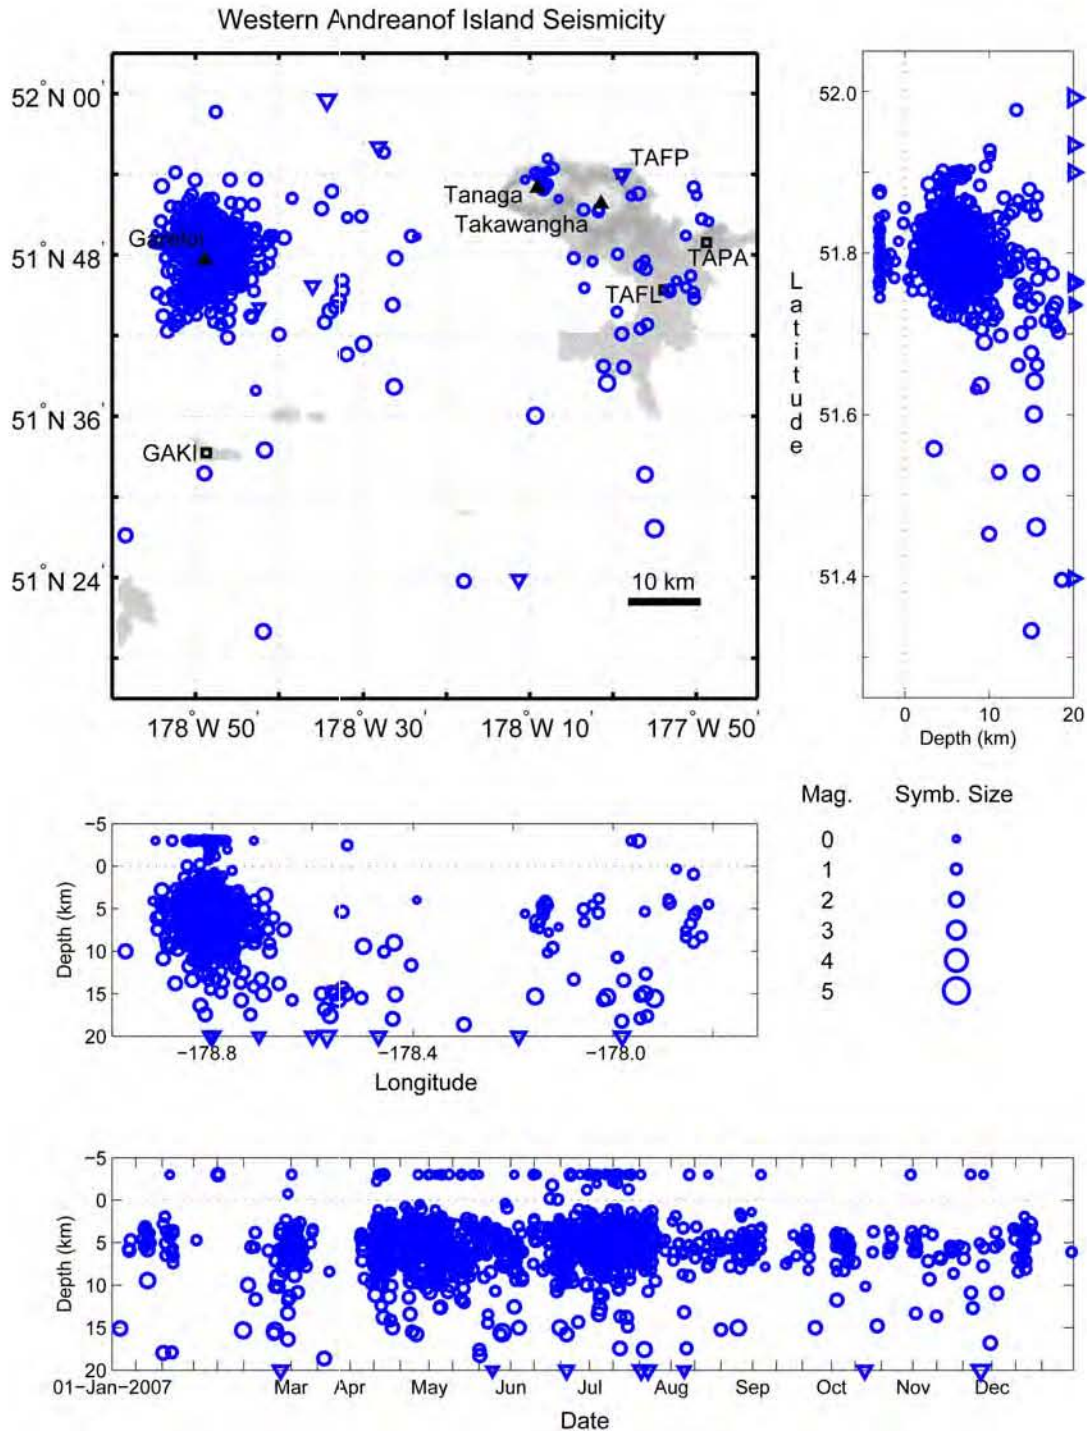 Western Andreanof Island Seismicity
52°N 00'
51°N 48'
51°N 36'
51°N 24'
178°W 50'
178°W 30'
178°W 10'
177°W 50'
Gareloi
Tanaga
Takawangha
TAFP
TAPA
TAFL
GAKI
10 km
52.0
51.8
51.6
51.4
Latitude
0 10 20
Depth (km)
−5
0
5
10
15
20
Depth (km)
−178.8 −178.4 −178.0
Longitude
Mag. Symb. Size
0
1
2
3
4
5
−5
0
5
10
15
20
Depth (km)
01−Jan−2007 Mar Apr May Jun Jul Aug Sep Oct Nov Dec
Date